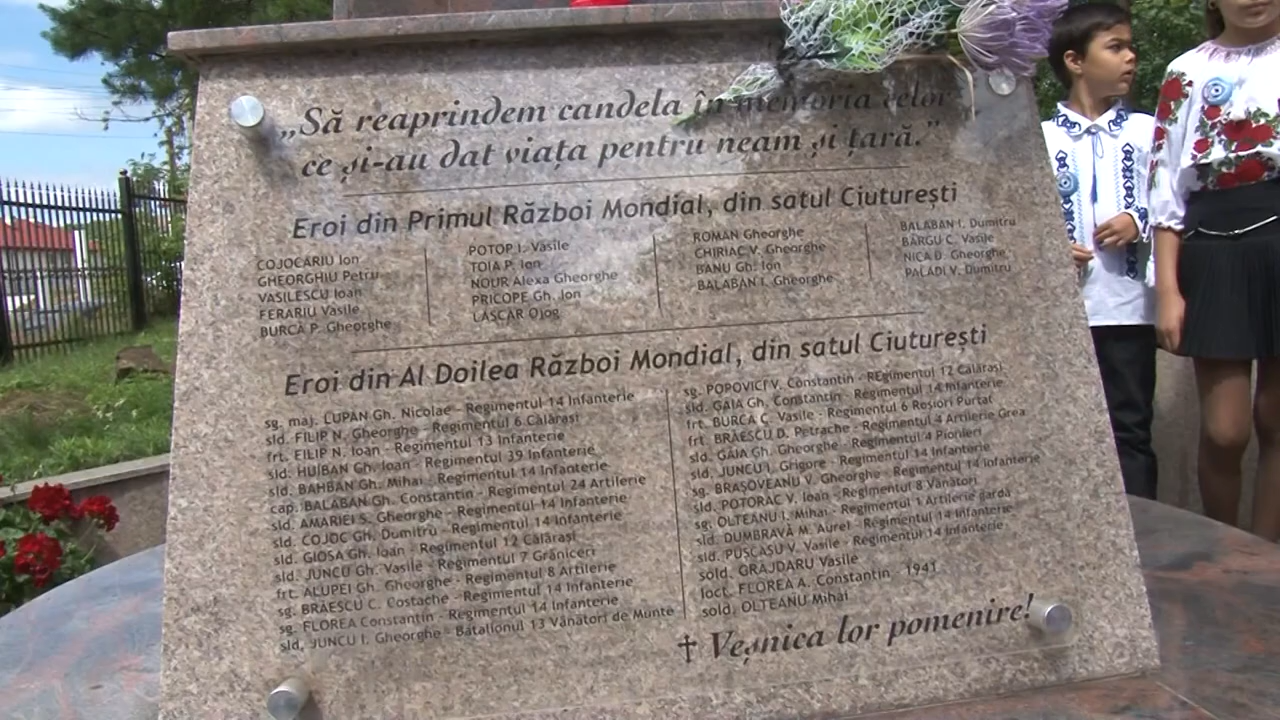 „Să reaprindem candela în memoria celor
ce și-au dat viața pentru neam și țară.”
Eroi din Primul Război Mondial, din satul Ciuturești
COJOCARIU Ion
GHEORGHIU Petru
VASILESCU Ioan
FERARIU Vasile
BURCĂ P. Gheorghe
POTOP I. Vasile
TOIA P. Ion
NOUR Alexa Gheorghe
PRICOPE Gh. Ion
LASCĂR Ojog
ROMAN Gheorghe
CHIRIAC V. Gheorghe
BANU Gh. Ion
BALABAN I. Gheorghe
BALABAN I. Dumitru
BÂRGU C. Vasile
NICA D. Gheorghe
PALADI V. Dumitru
Eroi din Al Doilea Război Mondial, din satul Ciuturești
sg. maj. LUPAN Gh. Nicolae - Regimentul 14 Infanterie
sld. FILIP N. Gheorghe - Regimentul 6 Călărași
frt. FILIP N. Ioan - Regimentul 13 Infanterie
sld. HUIBAN Gh. Ioan - Regimentul 39 Infanterie
sld. BAHBAN Gh. Mihai - Regimentul 14 Infanterie
cap. BALABAN Gh. Constantin - Regimentul 24 Artilerie
sld. AMARIEI S. Gheorghe - Regimentul 14 Infanterie
sld. COJOC Gh. Dumitru - Regimentul 14 Infanterie
sld. GIOSA Gh. Ioan - Regimentul 12 Călărași
sld. JUNCU Gh. Vasile - Regimentul 7 Grăniceri
frt. ALUPEI Gh. Gheorghe - Regimentul 8 Artilerie
sg. BRĂESCU C. Costache - Regimentul 14 Infanterie
sg. FLOREA Constantin - Regimentul 14 Infanterie
sld. JUNCU I. Gheorghe - Batalionul 13 Vânători de Munte
sg. POPOVICI V. Constantin - REgimentul 12 Călărași
sld. GAIA Gh. Constantin - Regimentul 14 Infanterie
frt. BURCĂ C. Vasile - Regimentul 6 Roșiori Purtat
frt. BRĂESCU D. Petrache - Regimentul 4 Artilerie Grea
sld. GÂIA Gh. Gheorghe - Regimentul 4 Pionieri
sld. JUNCU I. Grigore - Regimentul 14 Infanterie
sg. BRAȘOVEANU V. Gheorghe - Regimentul 14 Infanterie
sld. POTORAC V. Ioan - Regimentul 8 Vânători
sg. OLTEANU I. Mihai - Regimentul 1 Artilerie gardă
sld. DUMBRAVĂ M. Aurel - Regimentul 14 Infanterie
sld. PUȘCAȘU V. Vasile - Regimentul 14 Infanterie
sold. GRĂJDARU Vasile
loct. FLOREA A. Constantin - 1941
sold. OLTEANU Mihai
† Veșnica lor pomenire!